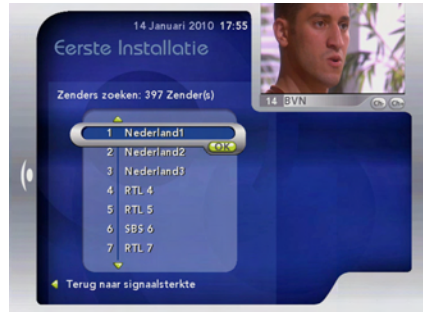 14 Januari 2010 17:55
Eerste Installatie
Zenders zoeken: 397 Zender(s)
14 BVN
1 Nederland1
OK
2 Nederland2
3 Nederland3
4 RTL 4
5 RTL 5
6 SBS 6
7 RTL 7
Terug naar signaalsterkte